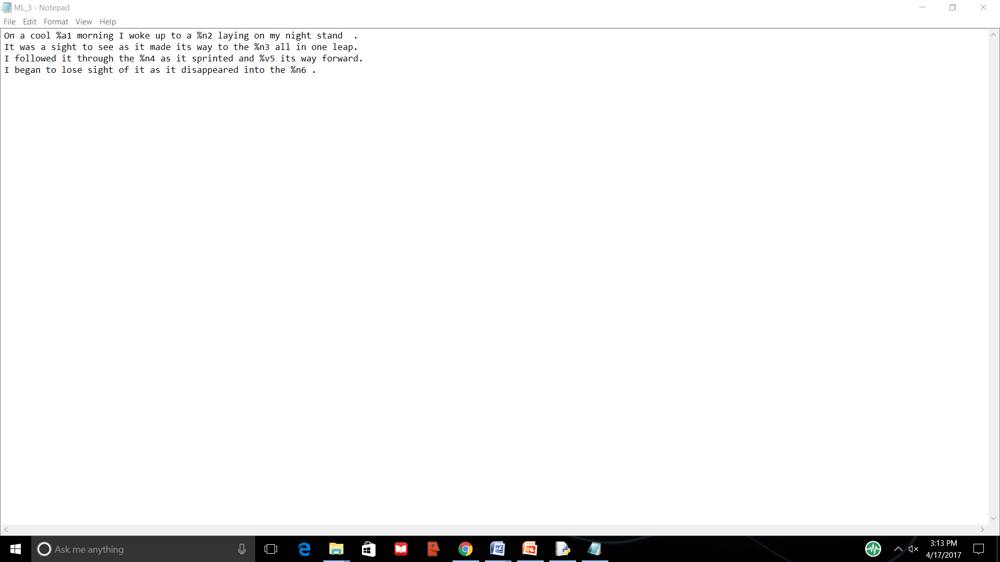 ML_3 - Notepad
File Edit Format View Help
On a cool %a1 morning I woke up to a %n2 laying on my night stand  .
It was a sight to see as it made its way to the %n3 all in one leap.
I followed it through the %n4 as it sprinted and %v5 its way forward.
I began to lose sight of it as it disappeared into the %n6 .
Ask me anything
3:13 PM
4/17/2017